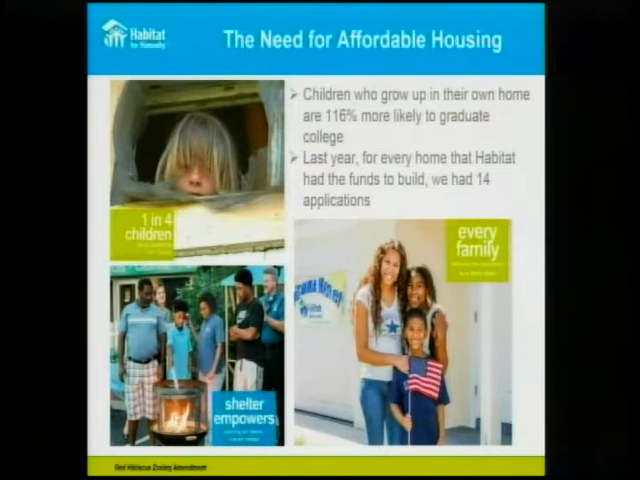 Habitat
for Humanity
The Need for Affordable Housing
➢ Children who grow up in their own home
are 116% more likely to graduate
college
➢ Last year, for every home that Habitat
had the funds to build, we had 14
applications
1 in 4
children
every
family
Habitat
shelter
empowers
Red Hibiscus Zoning Amendment